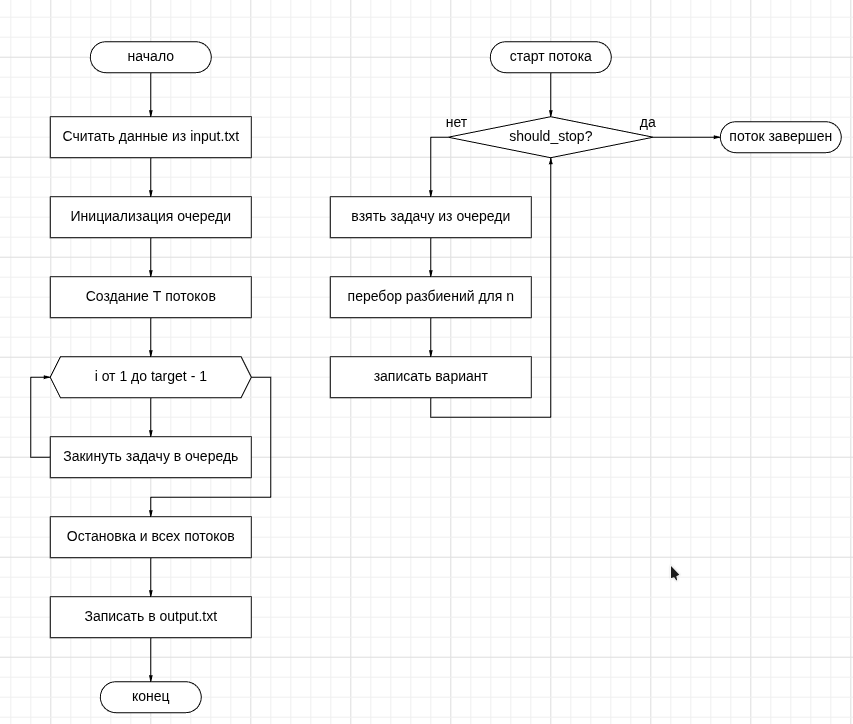 начало
Считать данные из input.txt
Инициализация очереди
Создание T потоков
i от 1 до target - 1
Закинуть задачу в очередь
Остановка и всех потоков
Записать в output.txt
конец
старт потока
нет
should_stop?
да
поток завершен
взять задачу из очереди
перебор разбиений для n
записать вариант